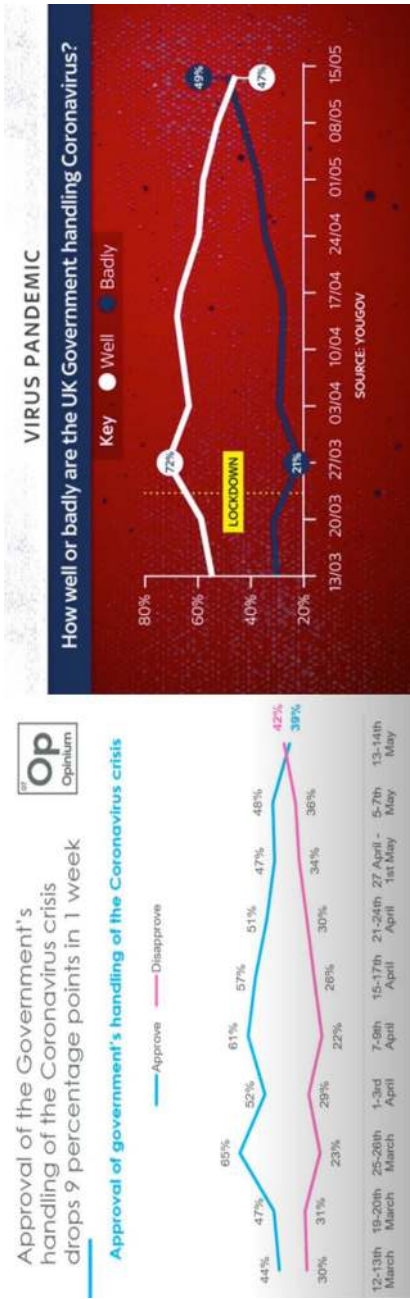 Approval of the Government's
handling of the Coronavirus crisis
drops 9 percentage points in 1 week
Op
Opinium
Approval of government's handling of the Coronavirus crisis
Approve
Disapprove
44%
47%
65%
52%
61%
57%
51%
47%
48%
42%
39%
30%
31%
23%
29%
22%
26%
30%
34%
36%
12-13th March
19-20th March
25-26th March
1-3rd April
7-9th April
15-17th April
21-24th April
27 April - 1st May
5-7th May
13-14th May
VIRUS PANDEMIC
How well or badly are the UK Government handling Coronavirus?
Key
Well
Badly
80%
60%
40%
20%
72%
LOCKDOWN
21%
49%
47%
13/03
20/03
27/03
03/04
10/04
17/04
24/04
01/05
08/05
15/05
SOURCE: YOUGOV